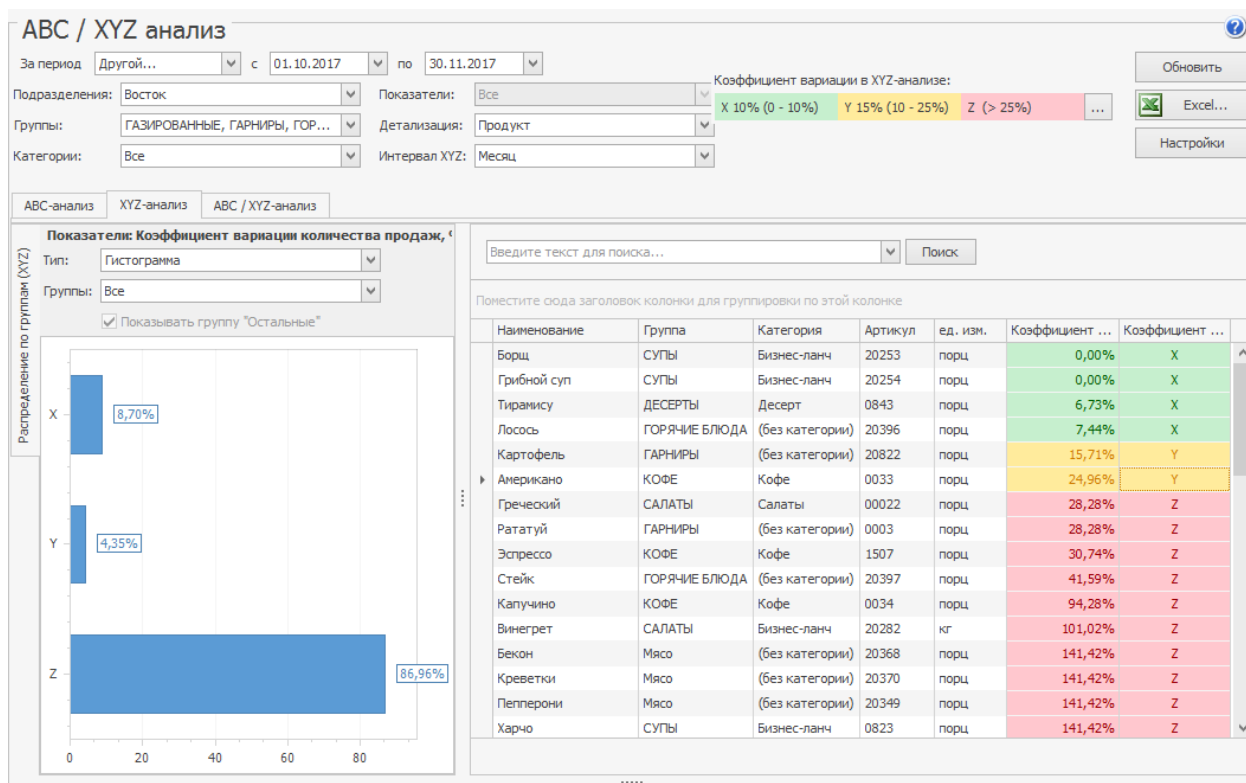 ABC / XYZ анализ
За период Другой... с 01.10.2017 по 30.11.2017
Обновить
Коэффициент вариации в XYZ-анализе:
Подразделения: Восток Показатели: Все
X 10% (0 - 10%) Y 15% (10 - 25%) Z (> 25%) ...
Excel...
Группы: ГАЗИРОВАННЫЕ, ГАРНИРЫ, ГОР... Детализация: Продукт
Настройки
Категории: Все Интервал XYZ: Месяц
ABC-анализ XYZ-анализ ABC / XYZ-анализ
Распределение по группам (XYZ)
Показатели: Коэффициент вариации количества продаж,
Тип: Гистограмма
Группы: Все
Показывать группу "Остальные"
X 8,70%
Y 4,35%
Z 86,96%
0 20 40 60 80
Введите текст для поиска... Поиск
Поместите сюда заголовок колонки для группировки по этой колонке
Наименование Группа Категория Артикул ед. изм. Коэффициент ... Коэффициент ...
Борщ СУПЫ Бизнес-ланч 20253 порц 0,00% X
Грибной суп СУПЫ Бизнес-ланч 20254 порц 0,00% X
Тирамису ДЕСЕРТЫ Десерт 0843 порц 6,73% X
Лосось ГОРЯЧИЕ БЛЮДА (без категории) 20396 порц 7,44% X
Картофель ГАРНИРЫ (без категории) 20822 порц 15,71% Y
Американо КОФЕ Кофе 0033 порц 24,96% Y
Греческий САЛАТЫ Салаты 00022 порц 28,28% Z
Рататуй ГАРНИРЫ (без категории) 0003 порц 28,28% Z
Эспрессо КОФЕ Кофе 1507 порц 30,74% Z
Стейк ГОРЯЧИЕ БЛЮДА (без категории) 20397 порц 41,59% Z
Капучино КОФЕ Кофе 0034 порц 94,28% Z
Винегрет САЛАТЫ Бизнес-ланч 20282 кг 101,02% Z
Бекон Мясо (без категории) 20368 порц 141,42% Z
Креветки Мясо (без категории) 20370 порц 141,42% Z
Пепперони Мясо (без категории) 20349 порц 141,42% Z
Харчо СУПЫ Бизнес-ланч 0823 порц 141,42% Z